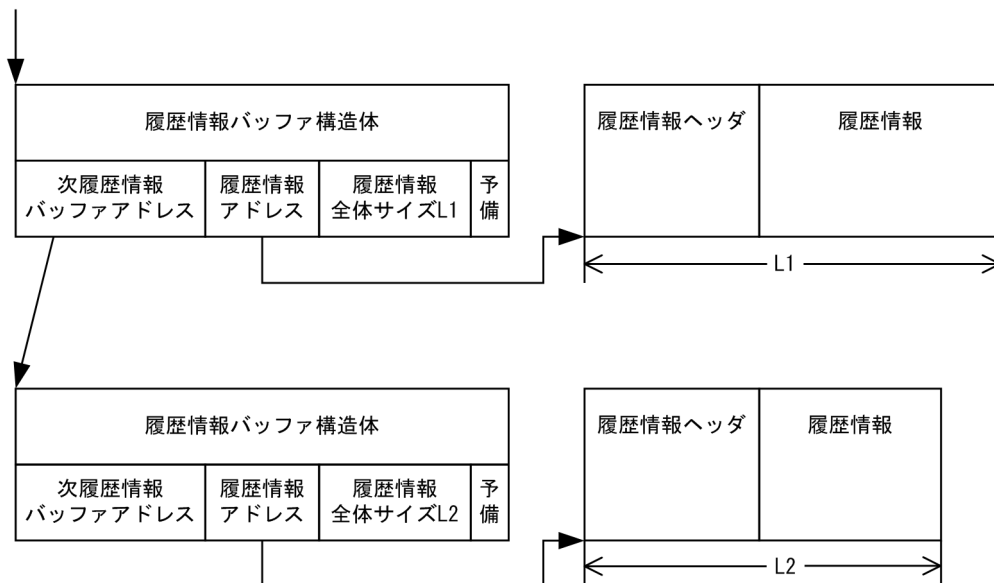 履歴情報バッファ構造体
次履歴情報
バッファアドレス
履歴情報
アドレス
履歴情報
全体サイズL1
予
備
履歴情報ヘッダ
履歴情報
L1
履歴情報バッファ構造体
次履歴情報
バッファアドレス
履歴情報
アドレス
履歴情報
全体サイズL2
予
備
履歴情報ヘッダ
履歴情報
L2